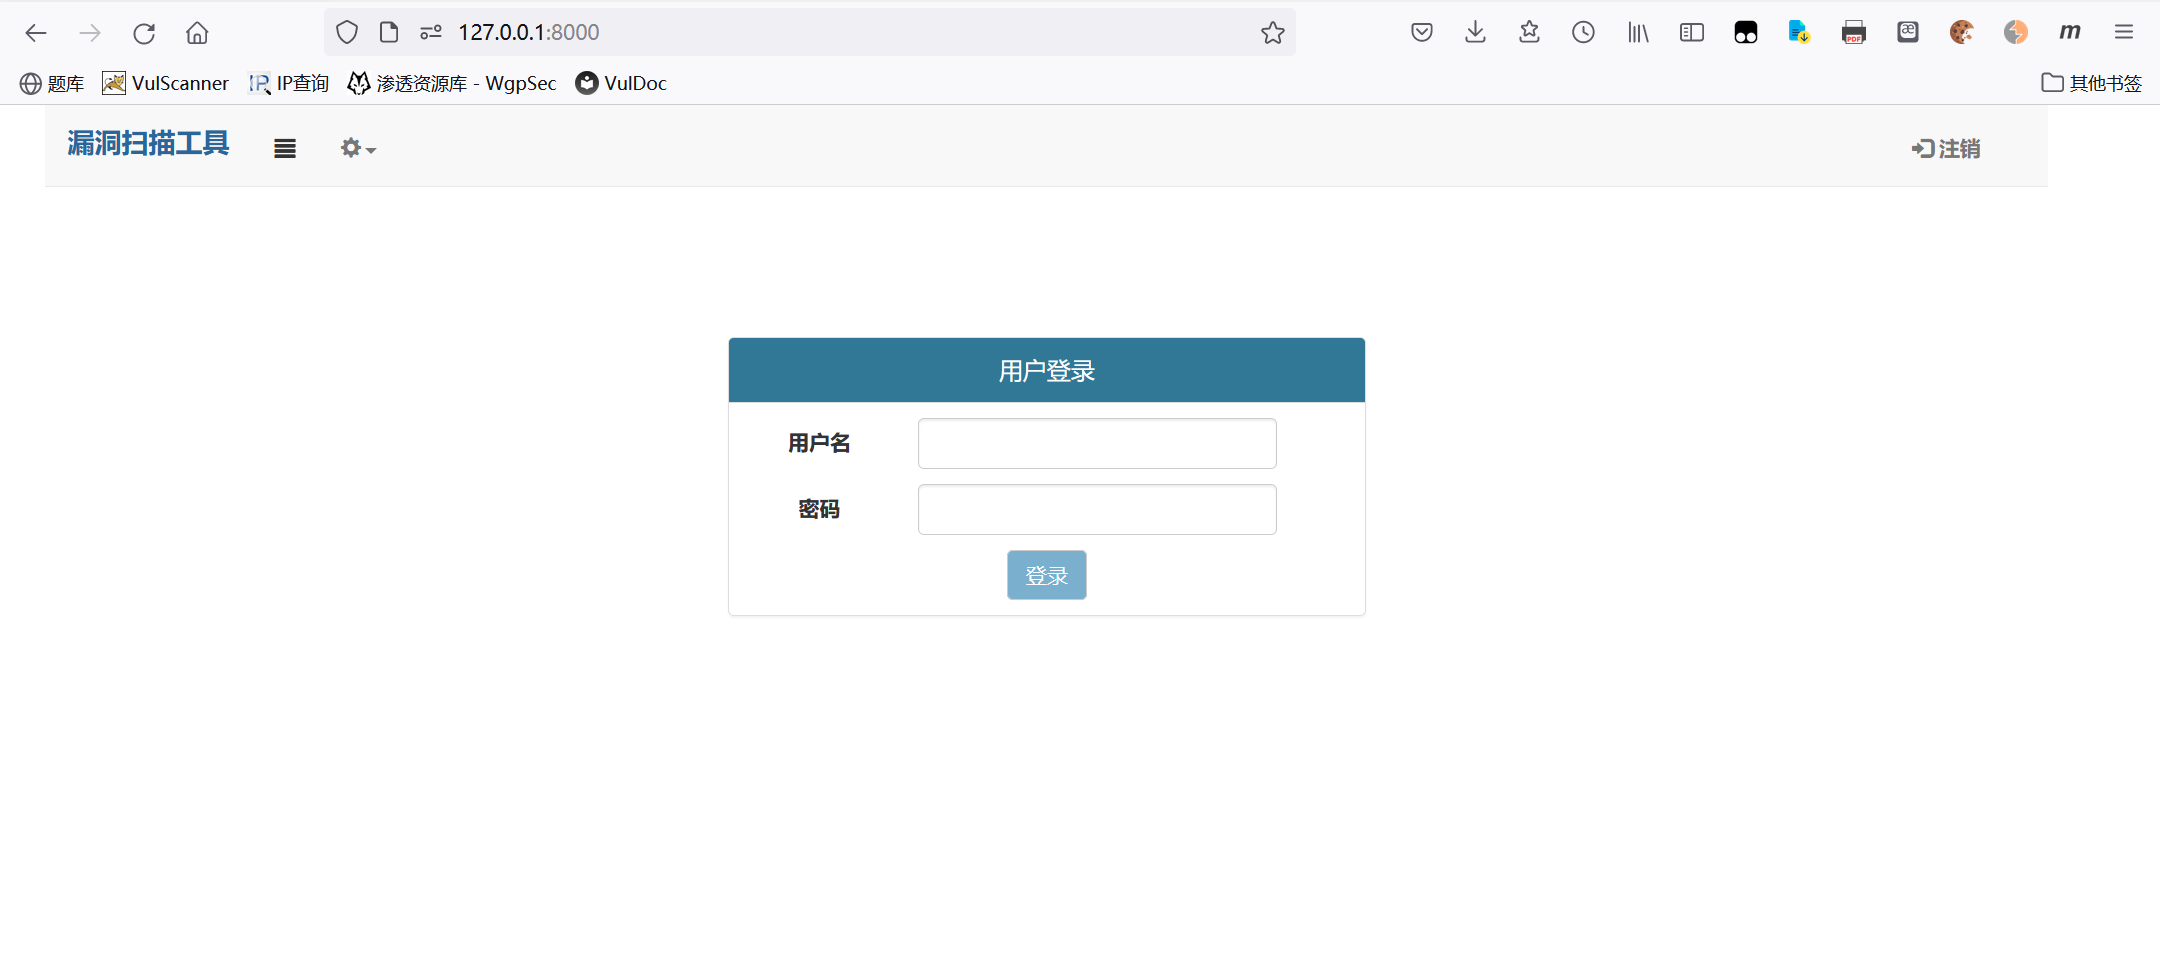 127.0.0.1:8000
题库 VulScanner IP查询 渗透资源库 - WgpSec VulDoc 其他书签
漏洞扫描工具 注销
用户登录
用户名
密码
登录